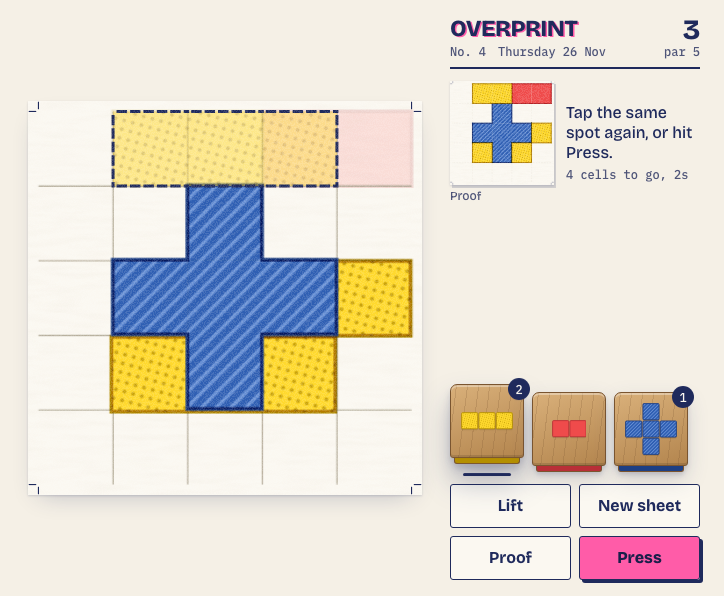 OVERPRINT
3
No. 4 Thursday 26 Nov
par 5
Tap the same
spot again, or hit
Press.
4 cells to go, 2s
Proof
2
1
Lift
New sheet
Proof
Press